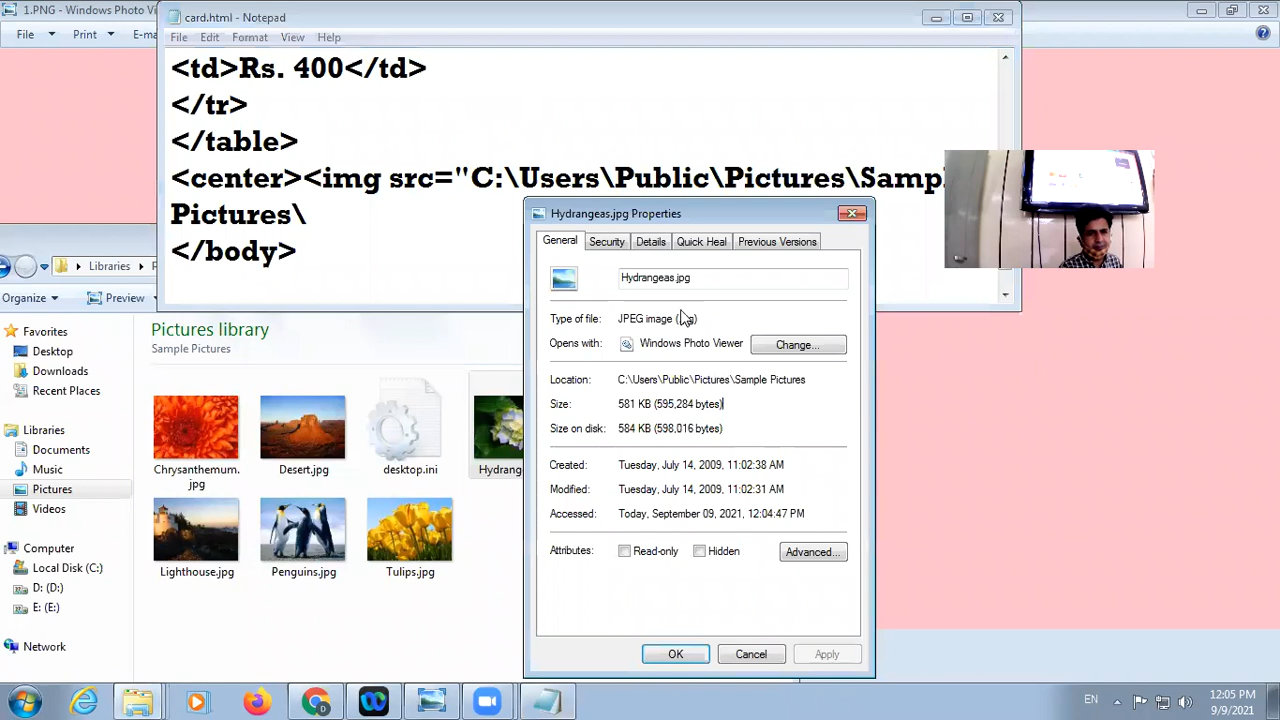 1.PNG - Windows Photo Vi
File Print E-ma
card.html - Notepad
File Edit Format View Help
<td>Rs. 400</td>
</tr>
</table>
<center><img src="C:\Users\Public\Pictures\Sampl
Pictures\
</body>
Libraries P
Organize Preview
Favorites
Desktop
Downloads
Recent Places
Libraries
Documents
Music
Pictures
Videos
Computer
Local Disk (C:)
D: (D:)
E: (E:)
Network
Pictures library
Sample Pictures
Chrysanthemum.
jpg
Desert.jpg
desktop.ini
Hydrang
Lighthouse.jpg
Penguins.jpg
Tulips.jpg
Hydrangeas.jpg Properties
General Security Details Quick Heal Previous Versions
Hydrangeas.jpg
Type of file: JPEG image
Opens with: Windows Photo Viewer Change...
Location: C:\Users\Public\Pictures\Sample Pictures
Size: 581 KB (595,284 bytes)
Size on disk: 584 KB (598,016 bytes)
Created: Tuesday, July 14, 2009, 11:02:38 AM
Modified: Tuesday, July 14, 2009, 11:02:31 AM
Accessed: Today, September 09, 2021, 12:04:47 PM
Attributes: Read-only Hidden Advanced...
OK Cancel Apply
EN
12:05 PM
9/9/2021